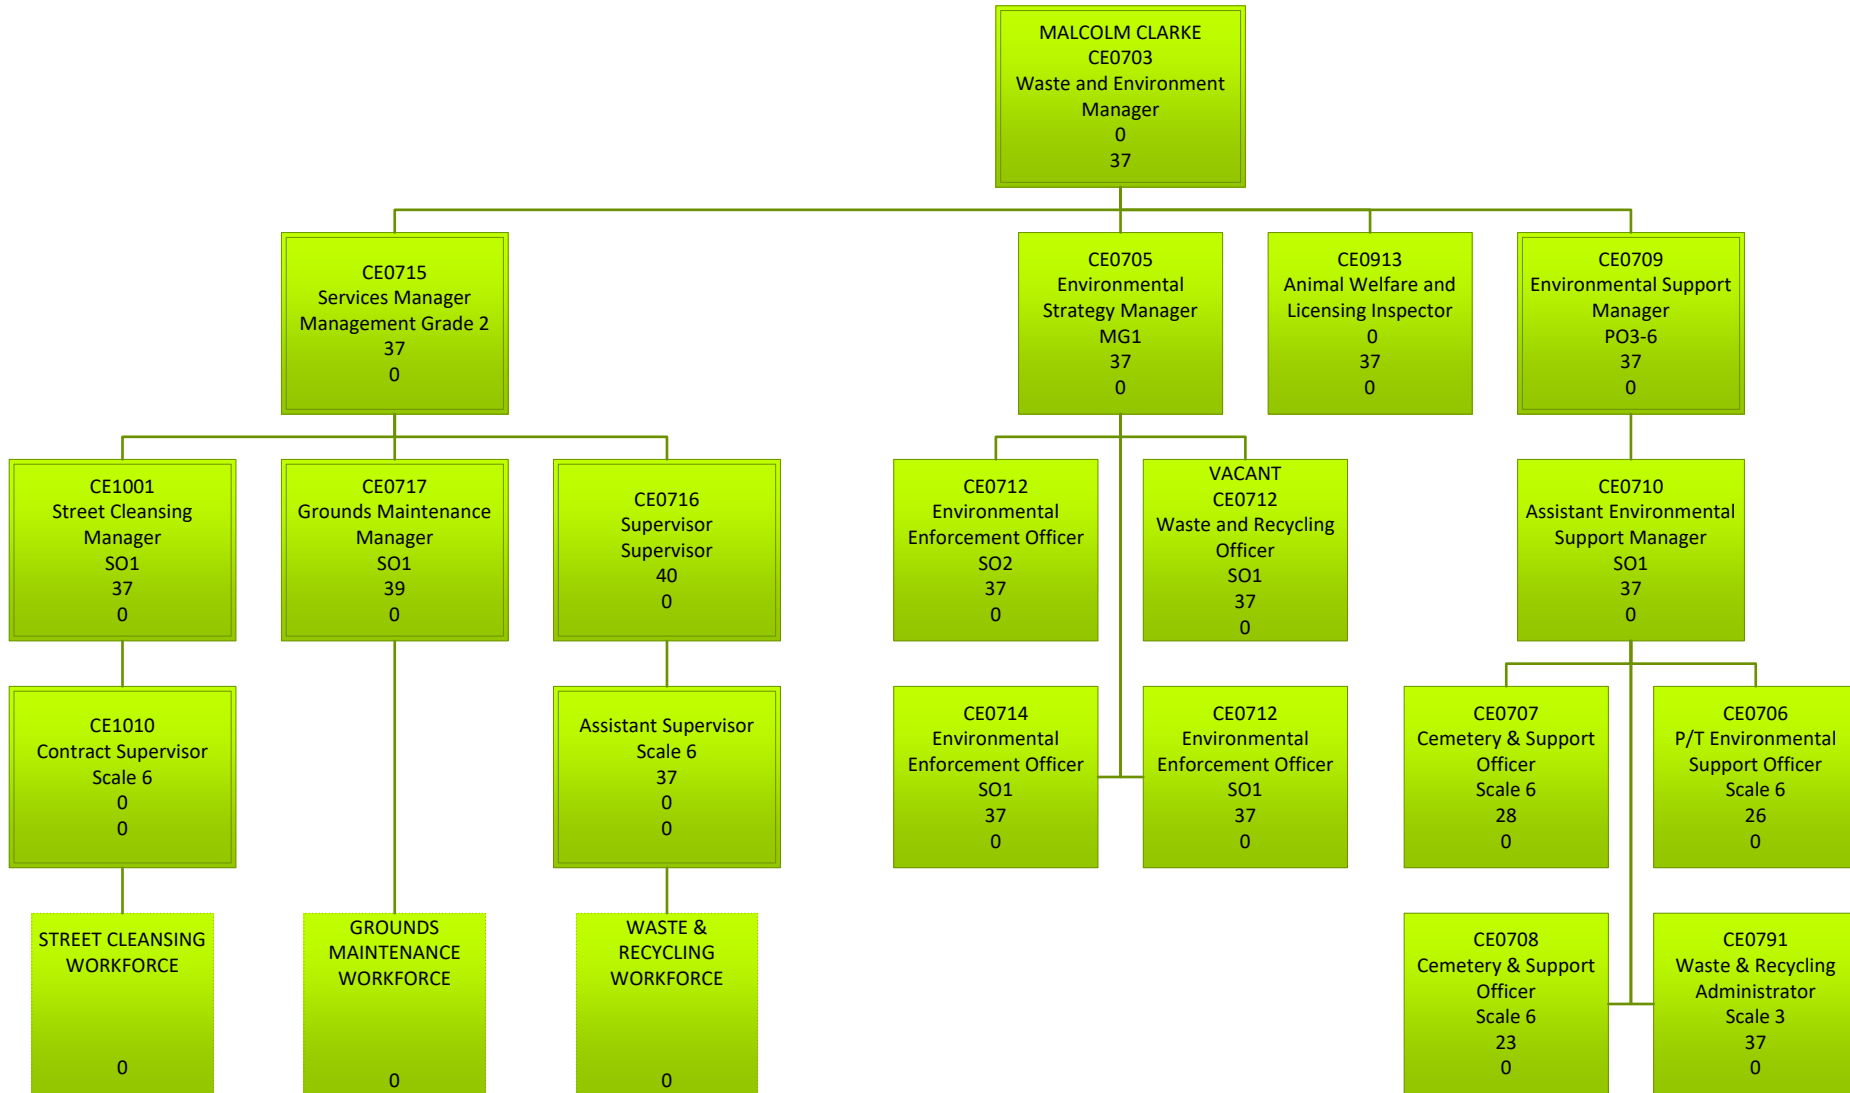 MALCOLM CLARKE
CE0703
Waste and Environment
Manager
0
37
CE0715
Services Manager
Management Grade 2
37
0
CE0705
Environmental
Strategy Manager
MG1
37
0
CE0913
Animal Welfare and
Licensing Inspector
0
37
0
CE0709
Environmental Support
Manager
PO3-6
37
0
CE1001
Street Cleansing
Manager
SO1
37
0
CE0717
Grounds Maintenance
Manager
SO1
39
0
CE0716
Supervisor
Supervisor
40
0
CE0712
Environmental
Enforcement Officer
SO2
37
0
VACANT
CE0712
Waste and Recycling
Officer
SO1
37
0
CE0710
Assistant Environmental
Support Manager
SO1
37
0
CE1010
Contract Supervisor
Scale 6
0
0
Assistant Supervisor
Scale 6
37
0
0
CE0714
Environmental
Enforcement Officer
SO1
37
0
CE0712
Environmental
Enforcement Officer
SO1
37
0
CE0707
Cemetery & Support
Officer
Scale 6
28
0
CE0706
P/T Environmental
Support Officer
Scale 6
26
0
STREET CLEANSING
WORKFORCE
0
GROUNDS
MAINTENANCE
WORKFORCE
0
WASTE &
RECYCLING
WORKFORCE
0
CE0708
Cemetery & Support
Officer
Scale 6
23
0
CE0791
Waste & Recycling
Administrator
Scale 3
37
0